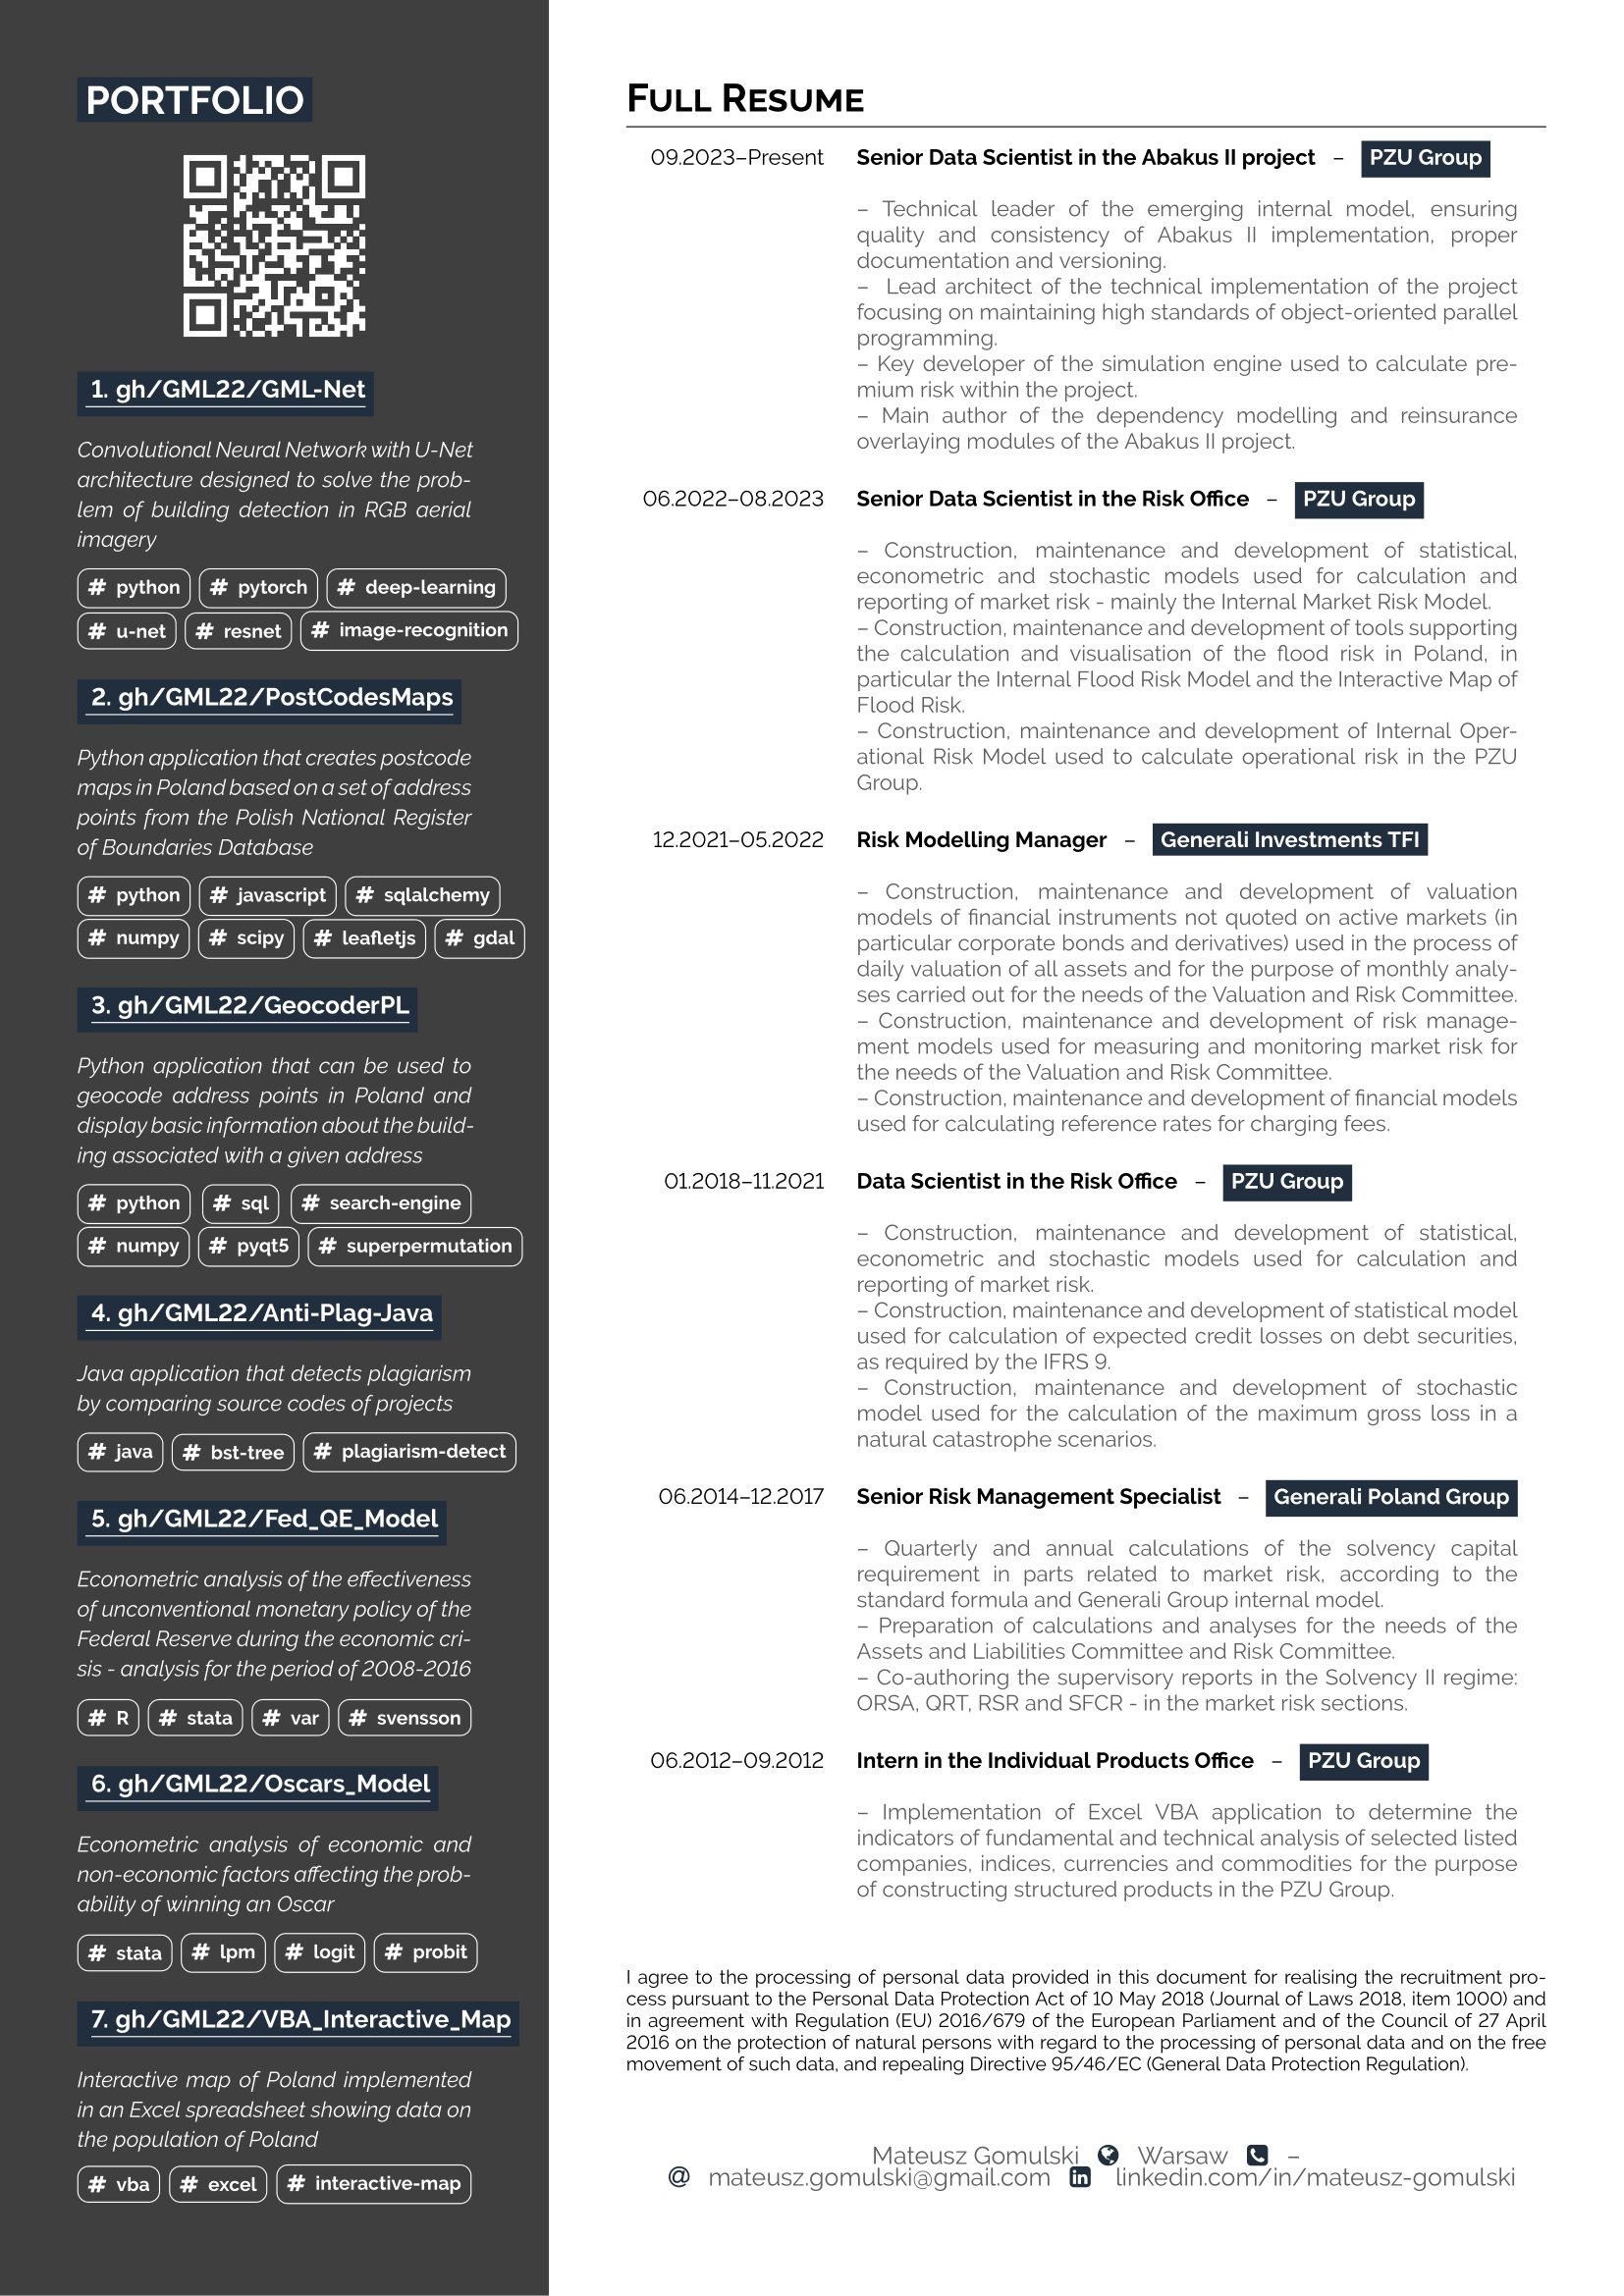 PORTFOLIO
1. gh/GML22/GML-Net
Convolutional Neural Network with U-Net
architecture designed to solve the prob-
lem of building detection in RGB aerial
imagery
# python # pytorch # deep-learning
# u-net # resnet # image-recognition
2. gh/GML22/PostCodesMaps
Python application that creates postcode
maps in Poland based on a set of address
points from the Polish National Register
of Boundaries Database
# python # javascript # sqlalchemy
# numpy # scipy # leafletjs # gdal
3. gh/GML22/GeocoderPL
Python application that can be used to
geocode address points in Poland and
display basic information about the build-
ing associated with a given address
# python # sql # search-engine
# numpy # pyqt5 # superpermutation
4. gh/GML22/Anti-Plag-Java
Java application that detects plagiarism
by comparing source codes of projects
# java # bst-tree # plagiarism-detect
5. gh/GML22/Fed_QE_Model
Econometric analysis of the effectiveness
of unconventional monetary policy of the
Federal Reserve during the economic cri-
sis - analysis for the period of 2008-2016
# R # stata # var # svensson
6. gh/GML22/Oscars_Model
Econometric analysis of economic and
non-economic factors affecting the prob-
ability of winning an Oscar
# stata # lpm # logit # probit
7. gh/GML22/VBA_Interactive_Map
Interactive map of Poland implemented
in an Excel spreadsheet showing data on
the population of Poland
# vba # excel # interactive-map
Full Resume
09.2023–Present Senior Data Scientist in the Abakus II project – PZU Group
– Technical leader of the emerging internal model, ensuring
quality and consistency of Abakus II implementation, proper
documentation and versioning.
– Lead architect of the technical implementation of the project
focusing on maintaining high standards of object-oriented parallel
programming.
– Key developer of the simulation engine used to calculate pre-
mium risk within the project.
– Main author of the dependency modelling and reinsurance
overlaying modules of the Abakus II project.
06.2022–08.2023 Senior Data Scientist in the Risk Office – PZU Group
– Construction, maintenance and development of statistical,
econometric and stochastic models used for calculation and
reporting of market risk - mainly the Internal Market Risk Model.
– Construction, maintenance and development of tools supporting
the calculation and visualisation of the flood risk in Poland, in
particular the Internal Flood Risk Model and the Interactive Map of
Flood Risk.
– Construction, maintenance and development of Internal Oper-
ational Risk Model used to calculate operational risk in the PZU
Group.
12.2021–05.2022 Risk Modelling Manager – Generali Investments TFI
– Construction, maintenance and development of valuation
models of financial instruments not quoted on active markets (in
particular corporate bonds and derivatives) used in the process of
daily valuation of all assets and for the purpose of monthly analy-
ses carried out for the needs of the Valuation and Risk Committee.
– Construction, maintenance and development of risk manage-
ment models used for measuring and monitoring market risk for
the needs of the Valuation and Risk Committee.
– Construction, maintenance and development of financial models
used for calculating reference rates for charging fees.
01.2018–11.2021 Data Scientist in the Risk Office – PZU Group
– Construction, maintenance and development of statistical,
econometric and stochastic models used for calculation and
reporting of market risk.
– Construction, maintenance and development of statistical model
used for calculation of expected credit losses on debt securities,
as required by the IFRS 9.
– Construction, maintenance and development of stochastic
model used for the calculation of the maximum gross loss in a
natural catastrophe scenarios.
06.2014–12.2017 Senior Risk Management Specialist – Generali Poland Group
– Quarterly and annual calculations of the solvency capital
requirement in parts related to market risk, according to the
standard formula and Generali Group internal model.
– Preparation of calculations and analyses for the needs of the
Assets and Liabilities Committee and Risk Committee.
– Co-authoring the supervisory reports in the Solvency II regime:
ORSA, QRT, RSR and SFCR - in the market risk sections.
06.2012–09.2012 Intern in the Individual Products Office – PZU Group
– Implementation of Excel VBA application to determine the
indicators of fundamental and technical analysis of selected listed
companies, indices, currencies and commodities for the purpose
of constructing structured products in the PZU Group.
I agree to the processing of personal data provided in this document for realising the recruitment pro-
cess pursuant to the Personal Data Protection Act of 10 May 2018 (Journal of Laws 2018, item 1000) and
in agreement with Regulation (EU) 2016/679 of the European Parliament and of the Council of 27 April
2016 on the protection of natural persons with regard to the processing of personal data and on the free
movement of such data, and repealing Directive 95/46/EC (General Data Protection Regulation).
Mateusz Gomulski Warsaw –
@ mateusz.gomulski@gmail.com linkedin.com/in/mateusz-gomulski